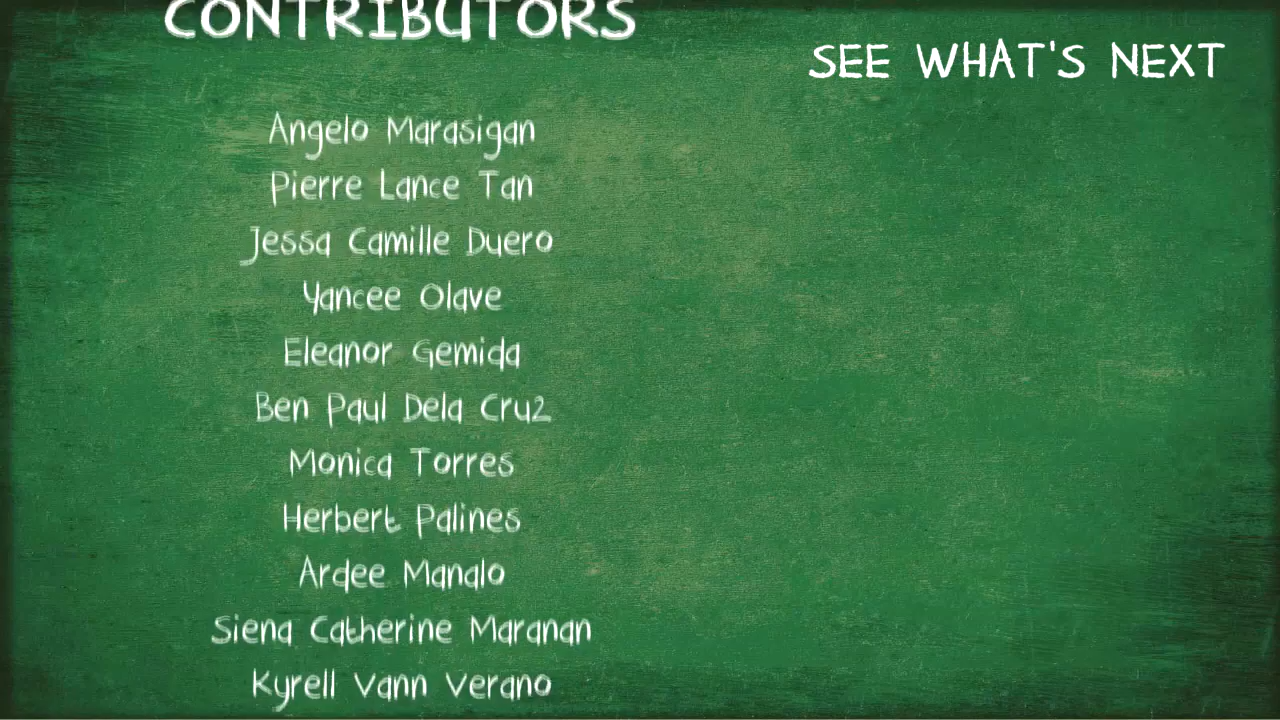 CONTRIBUTORS
SEE WHAT'S NEXT
Angelo Marasigan
Pierre Lance Tan
Jessa Camille Duero
Yancee Olave
Eleanor Gemida
Ben Paul Dela Cruz
Monica Torres
Herbert Palines
Ardee Manalo
Siena Catherine Maranan
Kyrell Vann Verano